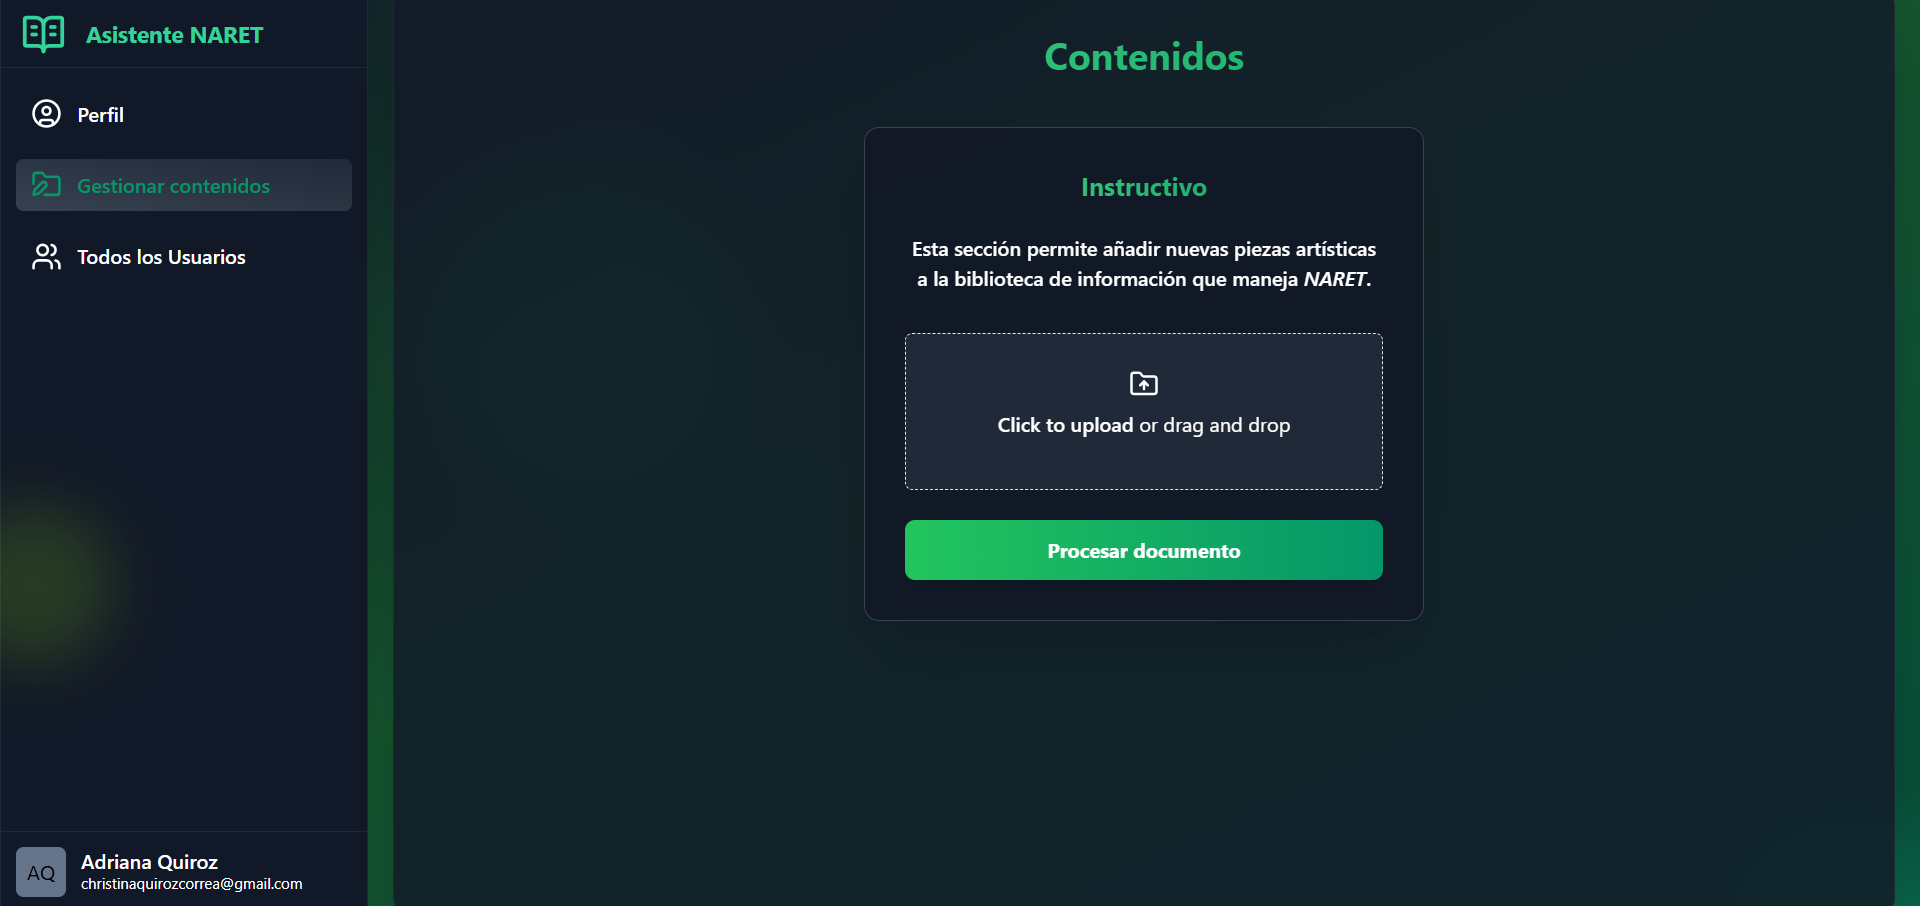 Asistente NARET
Perfil
Gestionar contenidos
Todos los Usuarios
AQ
Adriana Quiroz
christinaquirozcorrea@gmail.com
Contenidos
Instructivo
Esta sección permite añadir nuevas piezas artísticas
a la biblioteca de información que maneja NARET.
Click to upload or drag and drop
Procesar documento